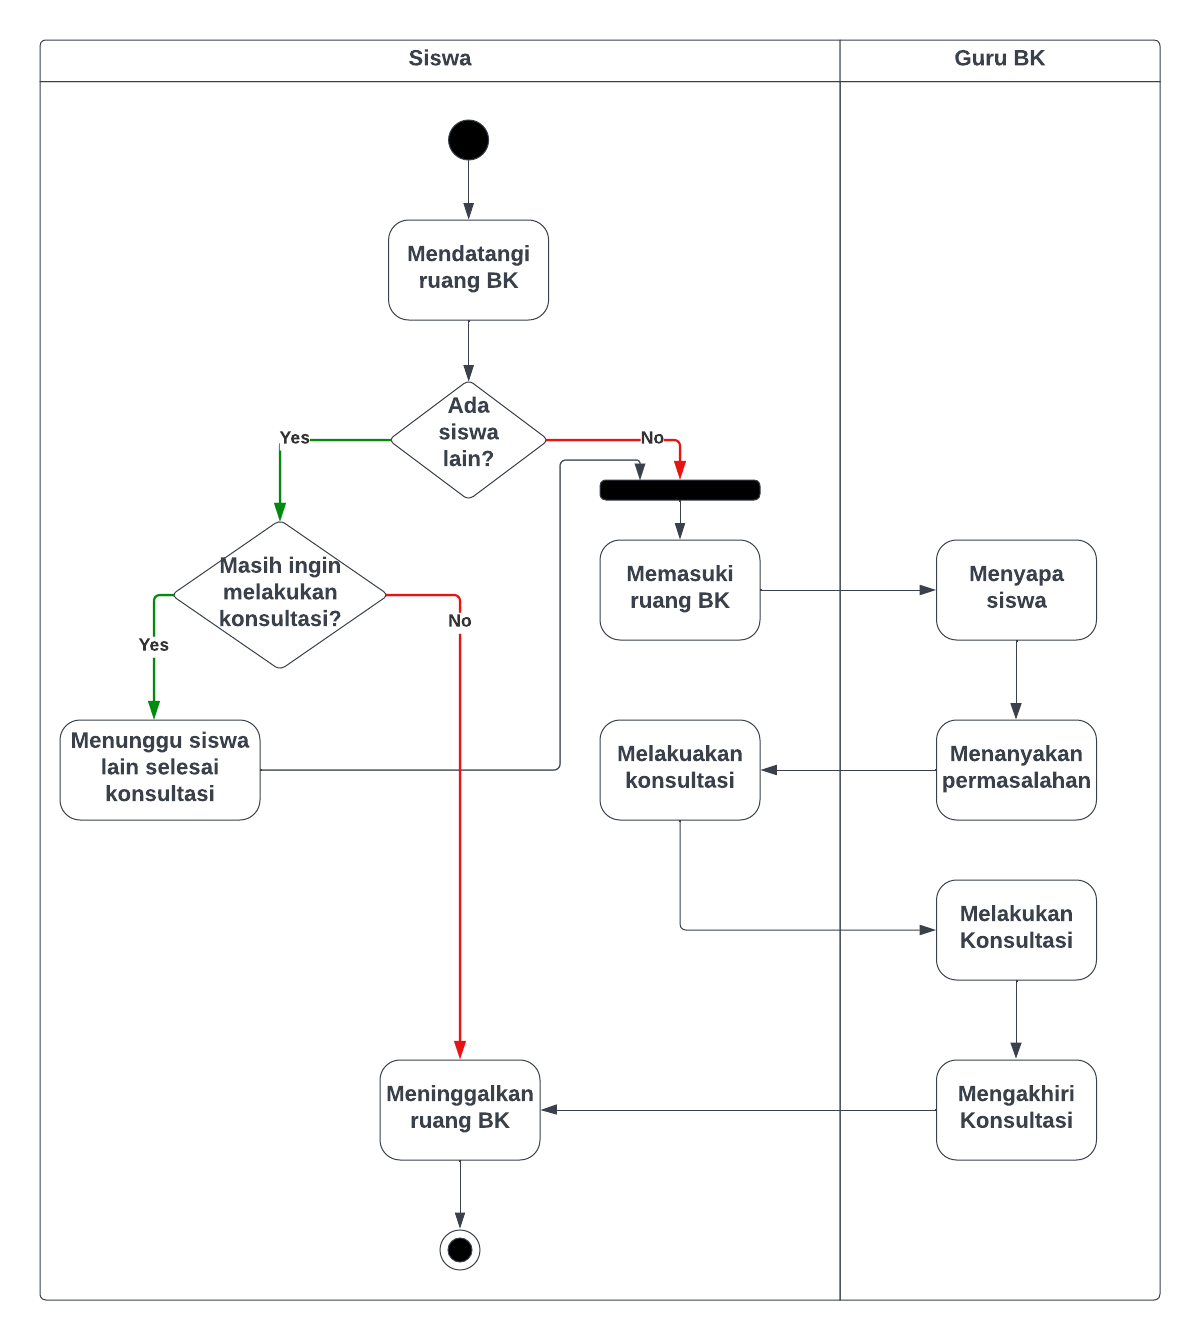 Siswa
Guru BK
Mendatangi
ruang BK
Ada
siswa
lain?
Yes
No
Masih ingin
melakukan
konsultasi?
Yes
No
Memasuki
ruang BK
Menyapa
siswa
Menunggu siswa
lain selesai
konsultasi
Melakuakan
konsultasi
Menanyakan
permasalahan
Melakukan
Konsultasi
Meninggalkan
ruang BK
Mengakhiri
Konsultasi